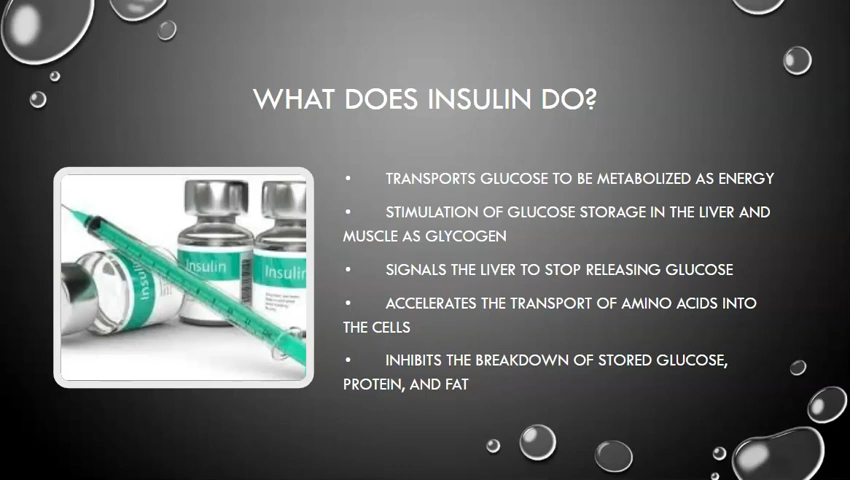 WHAT DOES INSULIN DO?
• TRANSPORTS GLUCOSE TO BE METABOLIZED AS ENERGY
• STIMULATION OF GLUCOSE STORAGE IN THE LIVER AND
MUSCLE AS GLYCOGEN
• SIGNALS THE LIVER TO STOP RELEASING GLUCOSE
• ACCELERATES THE TRANSPORT OF AMINO ACIDS INTO
THE CELLS
• INHIBITS THE BREAKDOWN OF STORED GLUCOSE,
PROTEIN, AND FAT
Insulin
Insulin